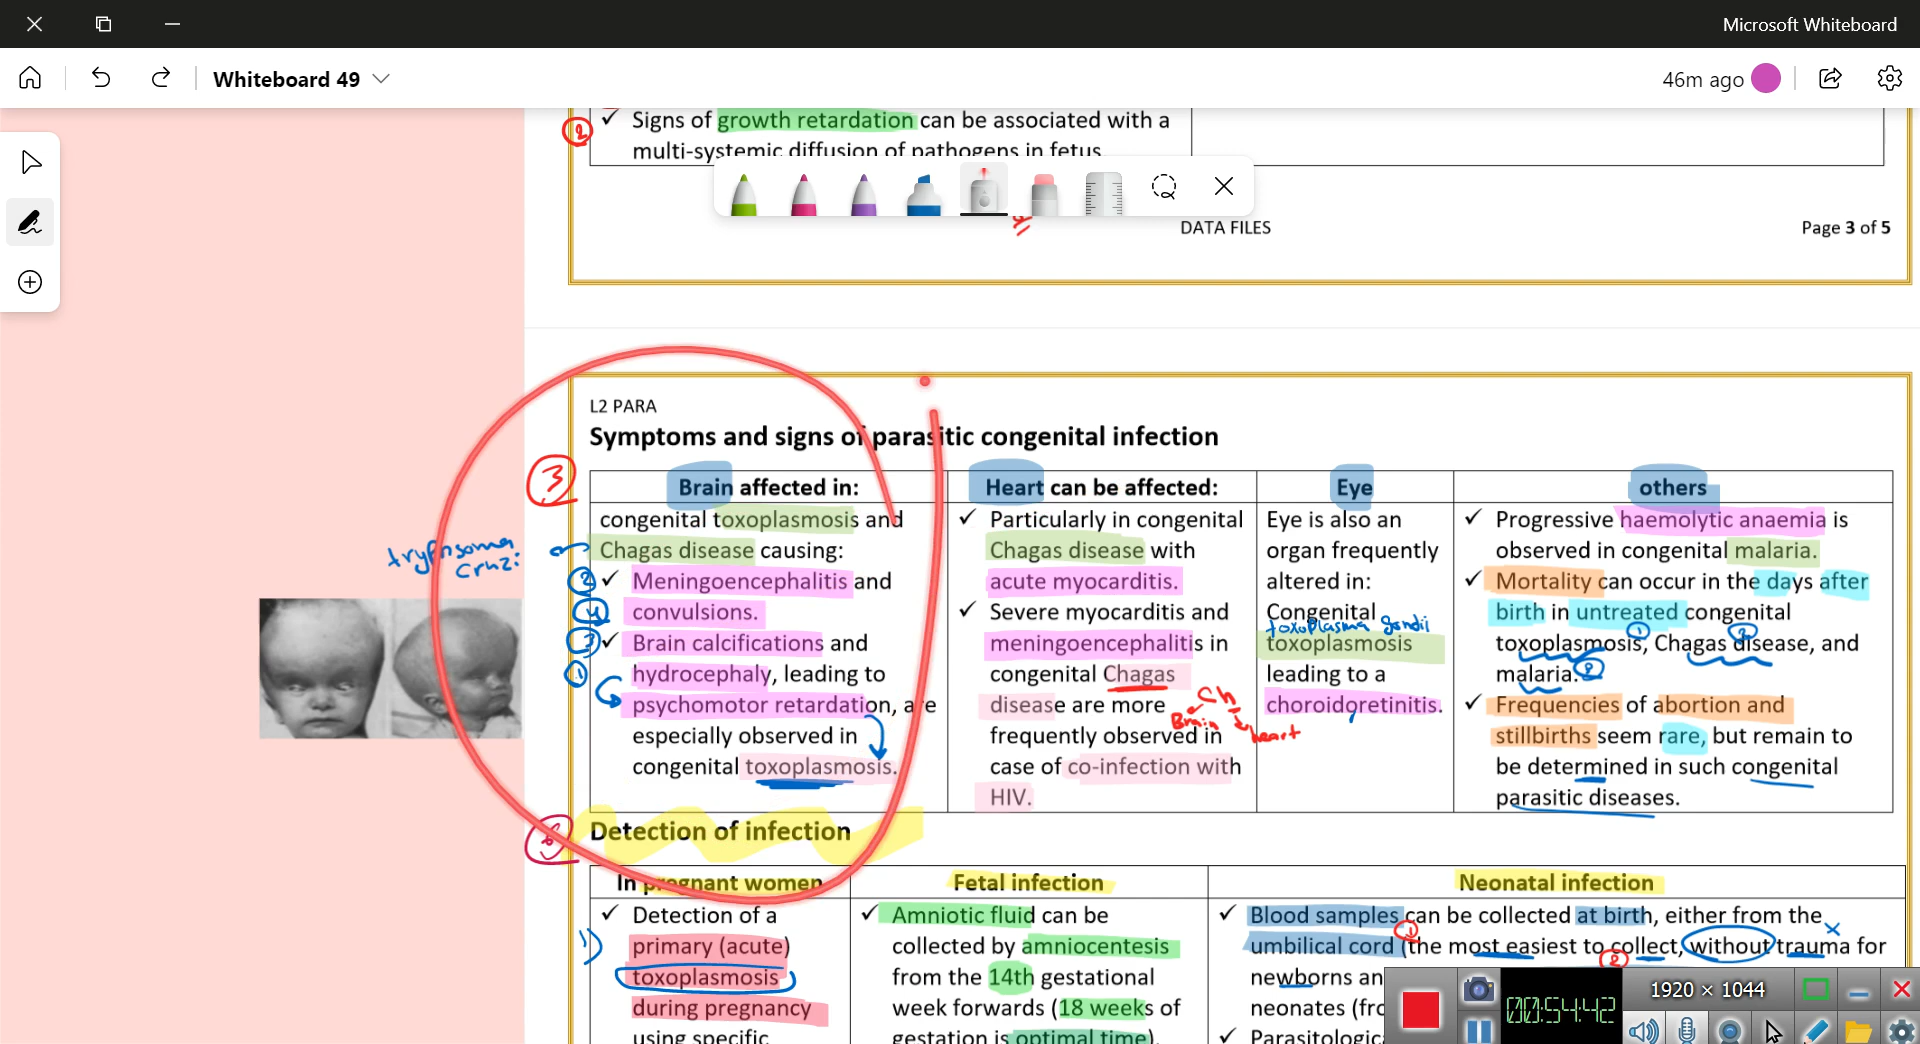 Microsoft Whiteboard
Whiteboard 49
46m ago
Signs of growth retardation can be associated with a
multi-systemic diffusion of pathogens in fetus
DATA FILES
Page 3 of 5
L2 PARA
Symptoms and signs of parasitic congenital infection
3
Brain affected in:
congenital toxoplasmosis and
Chagas disease causing:
✓ Meningoencephalitis and
convulsions.
✓ Brain calcifications and
hydrocephaly, leading to
psychomotor retardation, are
especially observed in
congenital toxoplasmosis.
Heart can be affected:
✓ Particularly in congenital
Chagas disease with
acute myocarditis.
✓ Severe myocarditis and
meningoencephalitis in
congenital Chagas
disease are more
frequently observed in
case of co-infection with
HIV.
Ch
Brain
heart
Eye
Eye is also an
organ frequently
altered in:
Congenital
toxoplasma gondii
toxoplasmosis
leading to a
choroidoretinitis.
others
✓ Progressive haemolytic anaemia is
observed in congenital malaria.
✓ Mortality can occur in the days after
birth in untreated congenital
toxoplasmosis, Chagas disease, and
malaria.
✓ Frequencies of abortion and
stillbirths seem rare, but remain to
be determined in such congenital
parasitic diseases.
Detection of infection
In pregnant women
✓ Detection of a
1)
primary (acute)
toxoplasmosis
during pregnancy
using specific
Fetal infection
✓ Amniotic fluid can be
collected by amniocentesis
from the 14th gestational
week forwards (18 weeks of
gestation is optimal time).
Neonatal infection
✓ Blood samples can be collected at birth, either from the
umbilical cord (the most easiest to collect, without trauma for
newborns an
neonates (fro
✓ Parasitologic
00:54:42
1920 × 1044